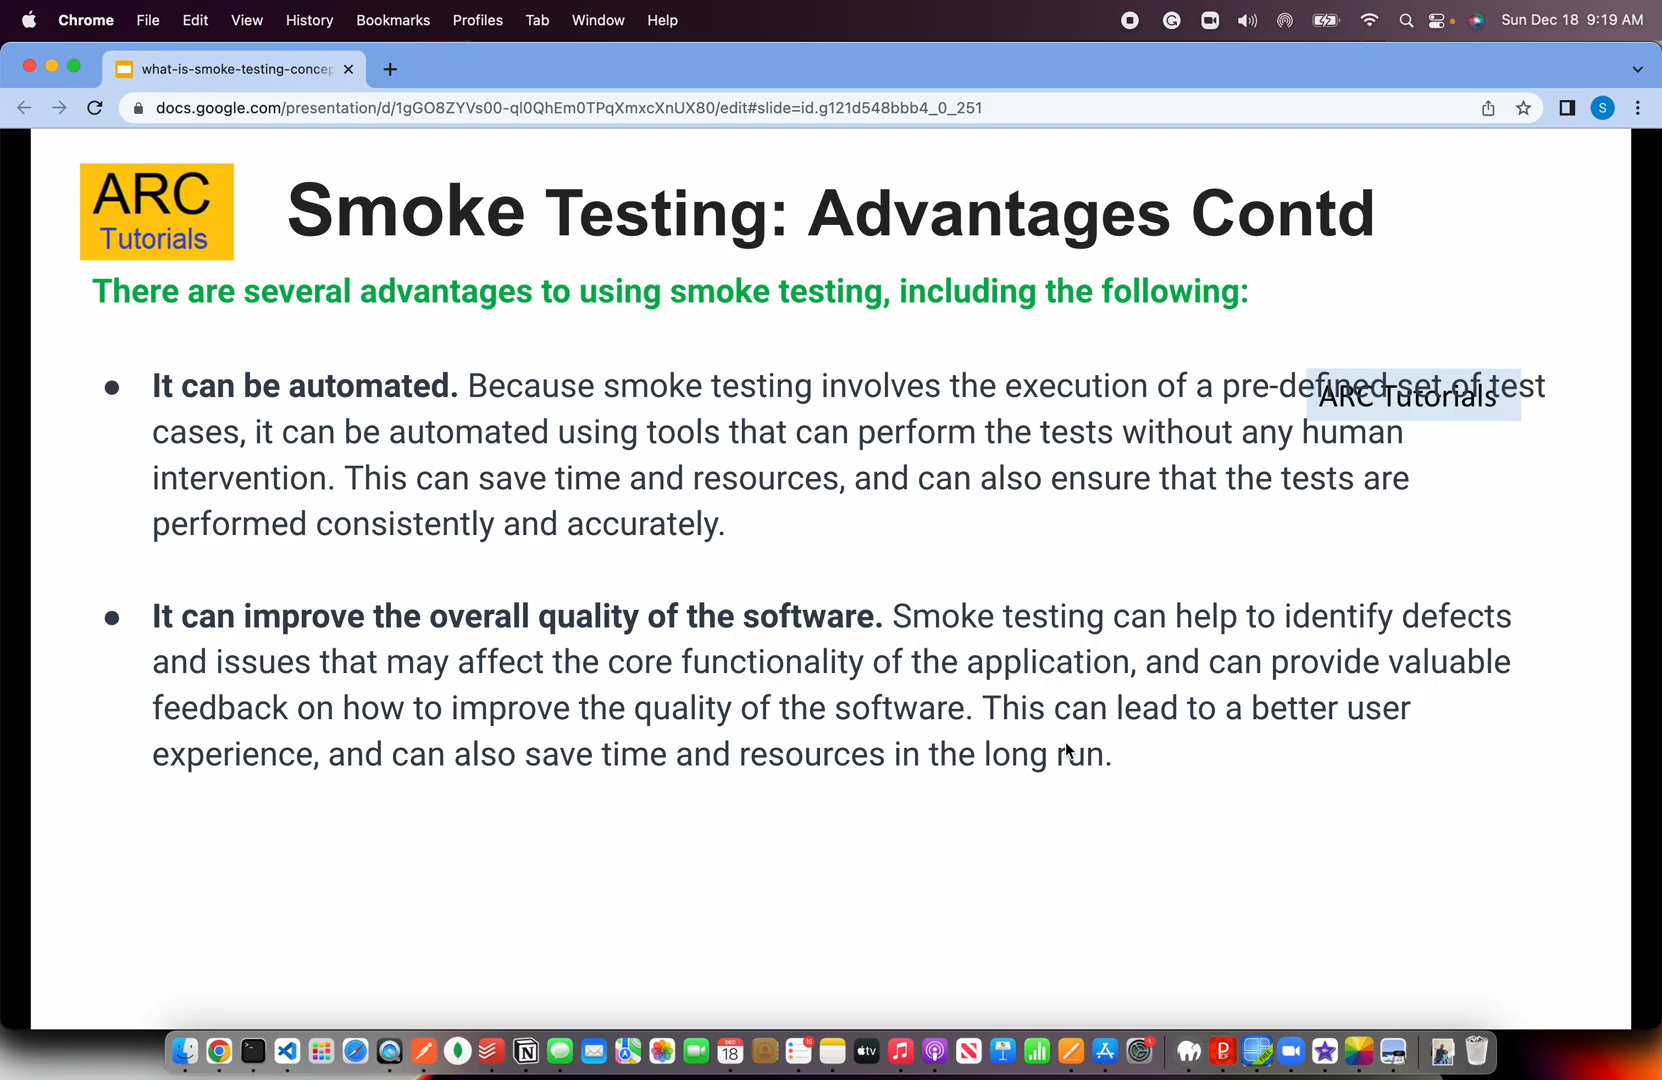 Chrome File Edit View History Bookmarks Profiles Tab Window Help Sun Dec 18 9:19 AM
what-is-smoke-testing-concep
docs.google.com/presentation/d/1gGO8ZYVs00-ql0QhEm0TPqXmxcXnUX80/edit#slide=id.g121d548bbb4_0_251
S
ARC
Tutorials
Smoke Testing: Advantages Contd
There are several advantages to using smoke testing, including the following:
● It can be automated. Because smoke testing involves the execution of a pre-defined set of test
ARC Tutorials
cases, it can be automated using tools that can perform the tests without any human
intervention. This can save time and resources, and can also ensure that the tests are
performed consistently and accurately.
● It can improve the overall quality of the software. Smoke testing can help to identify defects
and issues that may affect the core functionality of the application, and can provide valuable
feedback on how to improve the quality of the software. This can lead to a better user
experience, and can also save time and resources in the long run.
DEC
18
tv